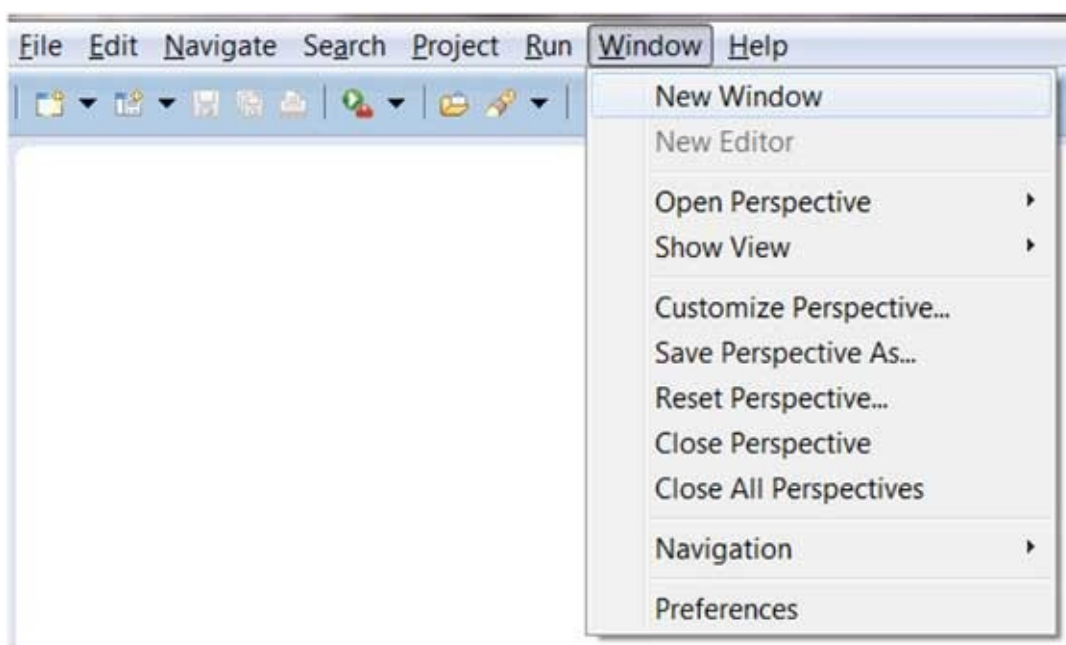 File Edit Navigate Search Project Run Window Help
New Window
New Editor
Open Perspective
Show View
Customize Perspective...
Save Perspective As...
Reset Perspective...
Close Perspective
Close All Perspectives
Navigation
Preferences